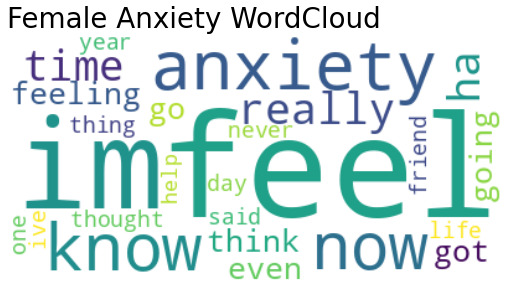 Female Anxiety WordCloud
year
time
anxiety
ha
feeling
go
really
thing
never
friend
going
im
feel
help
day
one
ive
thought
said
life
know
think
now
got
even